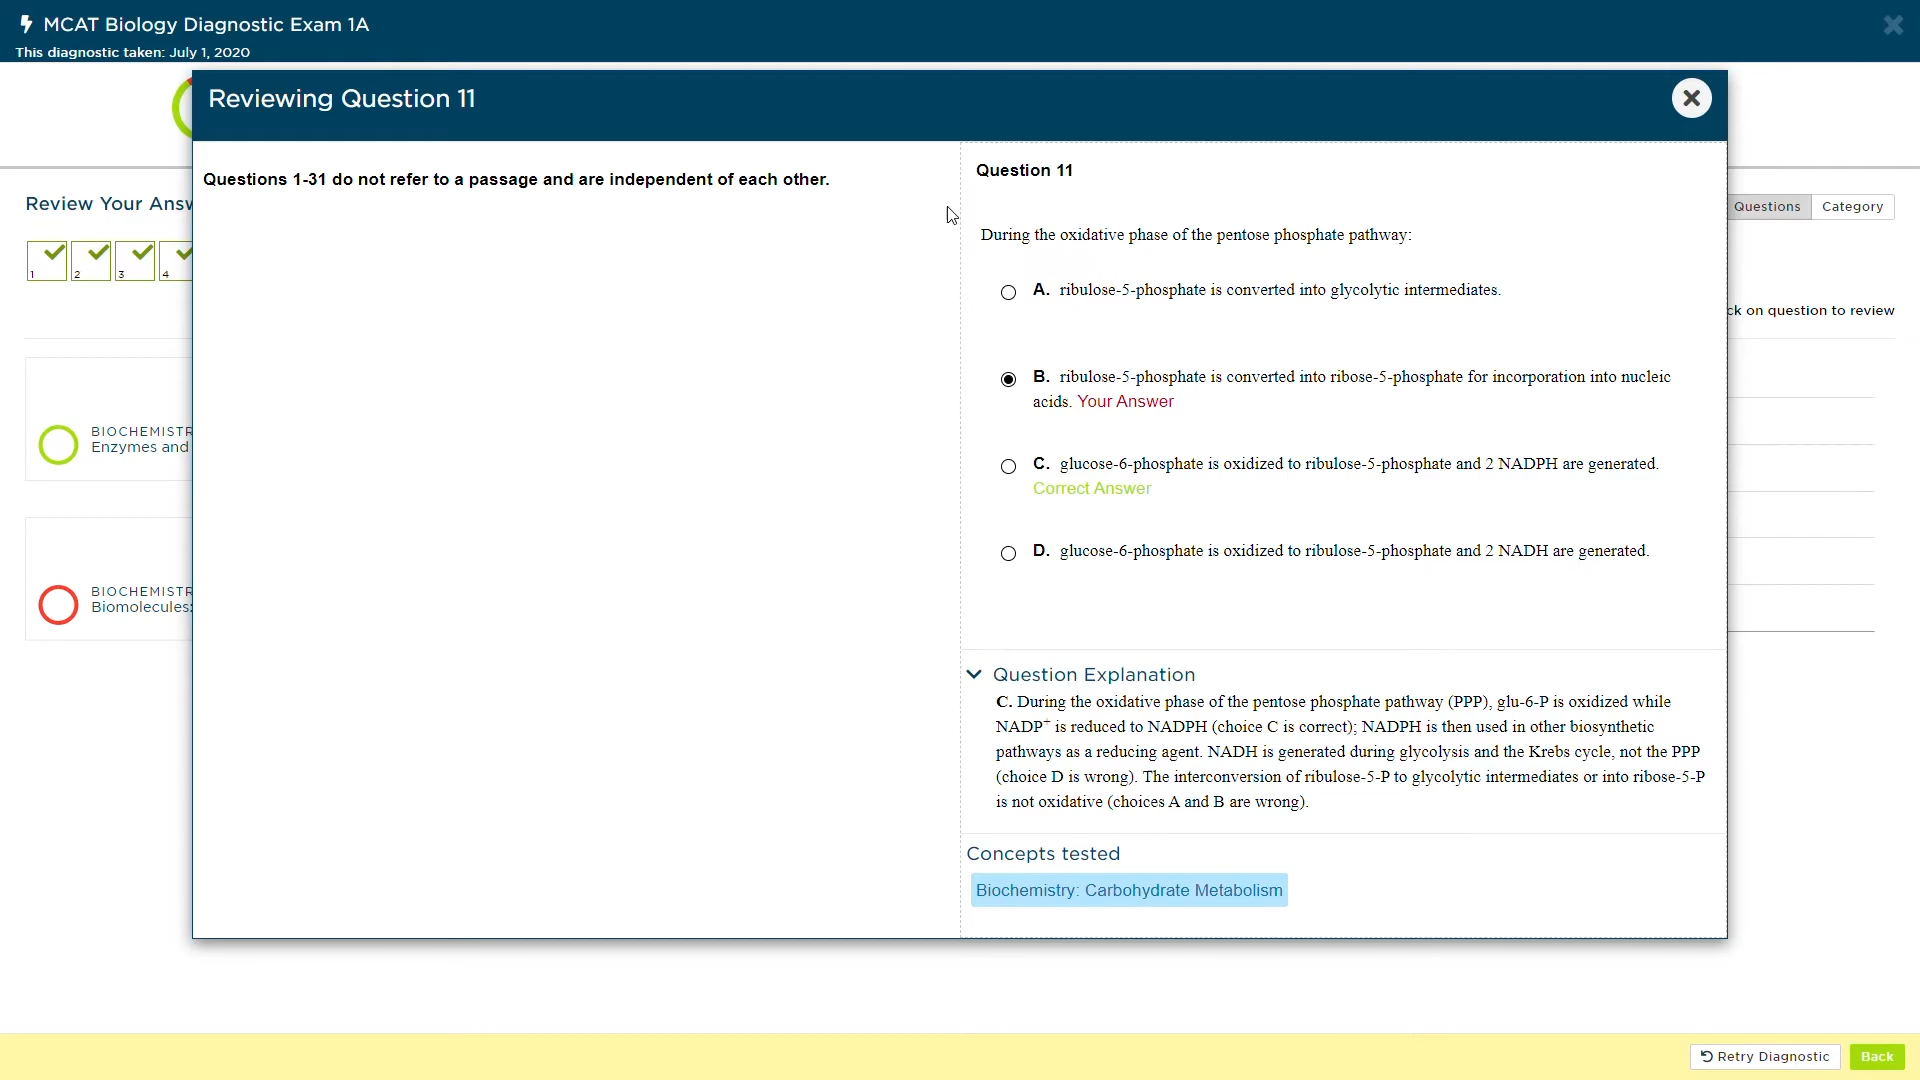 MCAT Biology Diagnostic Exam 1A
This diagnostic taken: July 1, 2020
Reviewing Question 11
Questions 1-31 do not refer to a passage and are independent of each other.
Question 11
During the oxidative phase of the pentose phosphate pathway:
A. ribulose-5-phosphate is converted into glycolytic intermediates.
B. ribulose-5-phosphate is converted into ribose-5-phosphate for incorporation into nucleic
acids. Your Answer
C. glucose-6-phosphate is oxidized to ribulose-5-phosphate and 2 NADPH are generated.
Correct Answer
D. glucose-6-phosphate is oxidized to ribulose-5-phosphate and 2 NADH are generated.
Question Explanation
C. During the oxidative phase of the pentose phosphate pathway (PPP), glu-6-P is oxidized while
NADP⁺ is reduced to NADPH (choice C is correct); NADPH is then used in other biosynthetic
pathways as a reducing agent. NADH is generated during glycolysis and the Krebs cycle, not the PPP
(choice D is wrong). The interconversion of ribulose-5-P to glycolytic intermediates or into ribose-5-P
is not oxidative (choices A and B are wrong).
Concepts tested
Biochemistry: Carbohydrate Metabolism
Review Your Answ
1 2 3 4
BIOCHEMISTR
Enzymes and
BIOCHEMISTR
Biomolecules:
Questions Category
ck on question to review
Retry Diagnostic Back